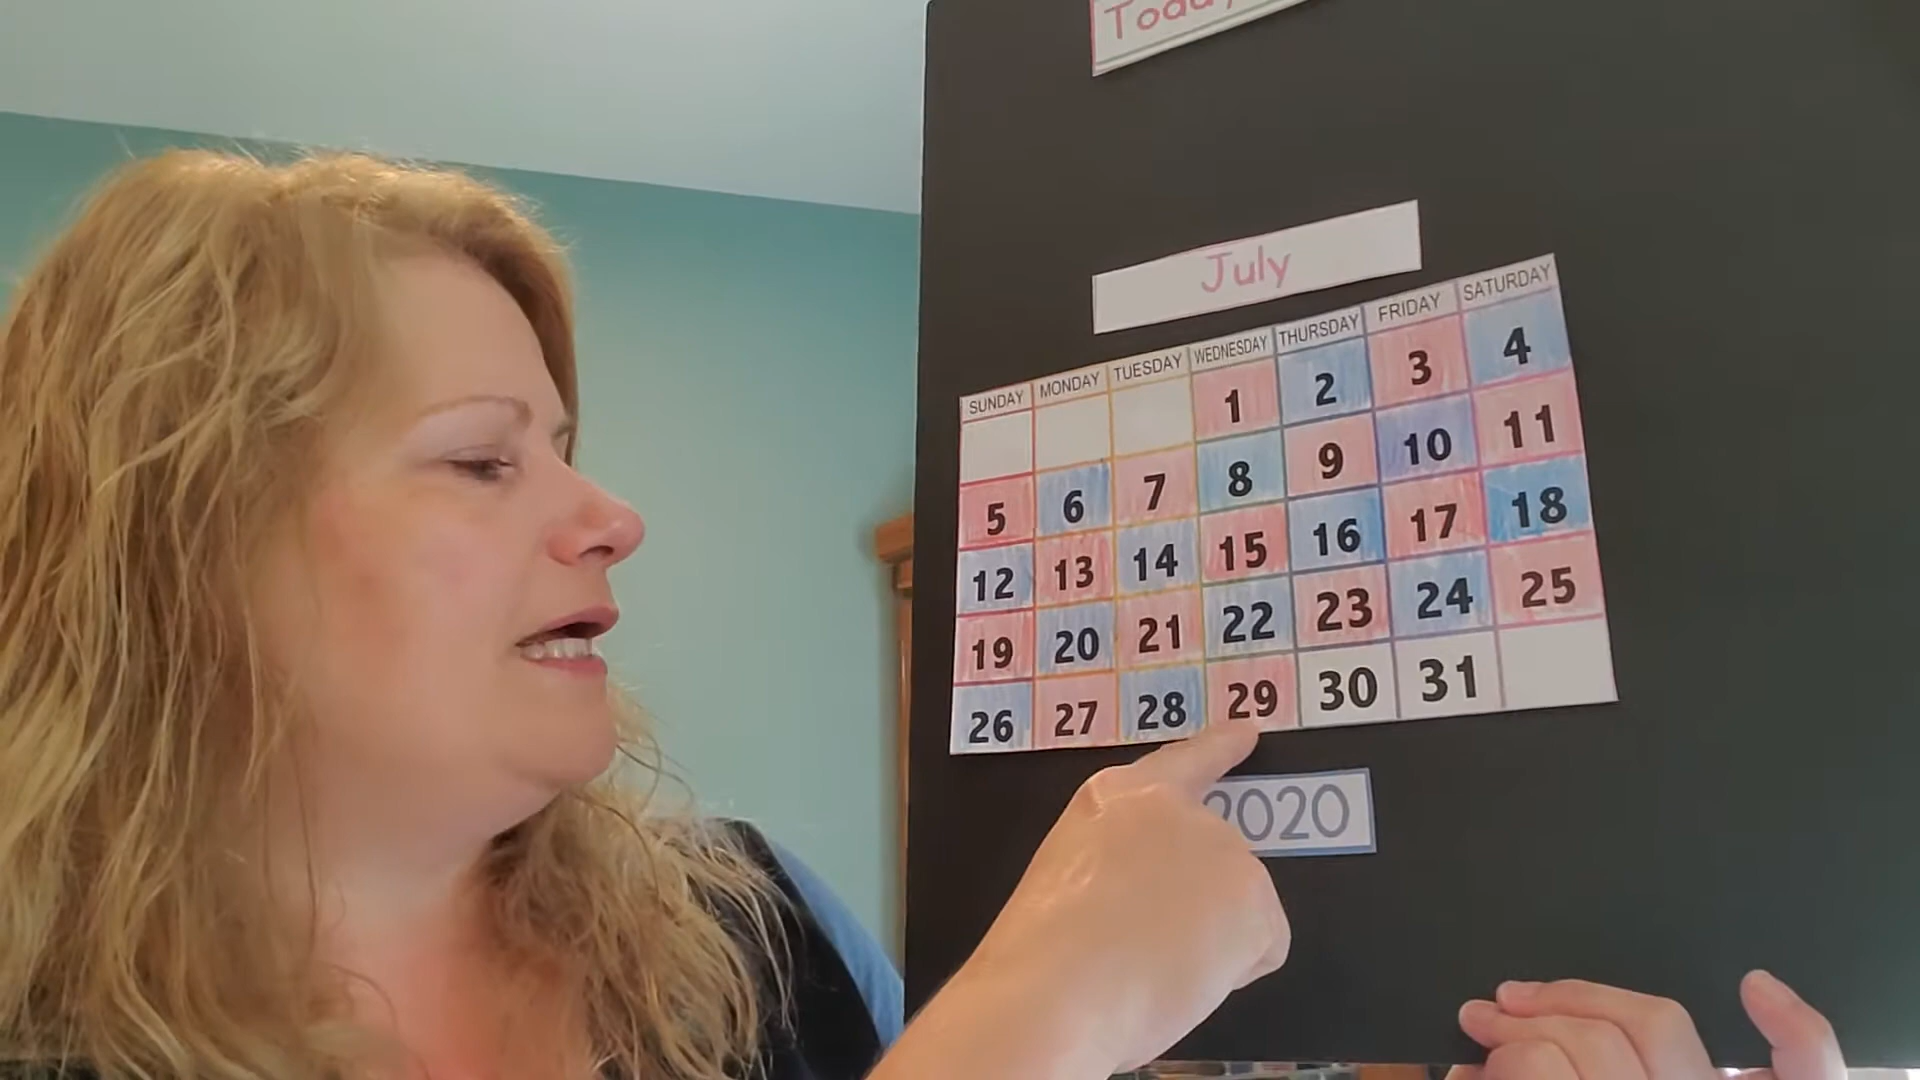 Today
July
SUNDAY MONDAY TUESDAY WEDNESDAY THURSDAY FRIDAY SATURDAY
1 2 3 4
5 6 7 8 9 10 11
12 13 14 15 16 17 18
19 20 21 22 23 24 25
26 27 28 29 30 31
2020